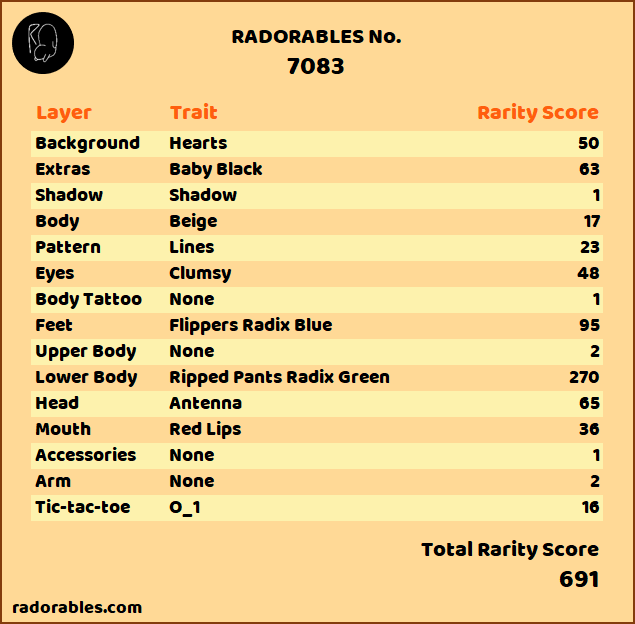 RADORABLES No.
7083
Layer Trait Rarity Score
Background Hearts 50
Extras Baby Black 63
Shadow Shadow 1
Body Beige 17
Pattern Lines 23
Eyes Clumsy 48
Body Tattoo None 1
Feet Flippers Radix Blue 95
Upper Body None 2
Lower Body Ripped Pants Radix Green 270
Head Antenna 65
Mouth Red Lips 36
Accessories None 1
Arm None 2
Tic-tac-toe O_1 16
Total Rarity Score
691
radorables.com